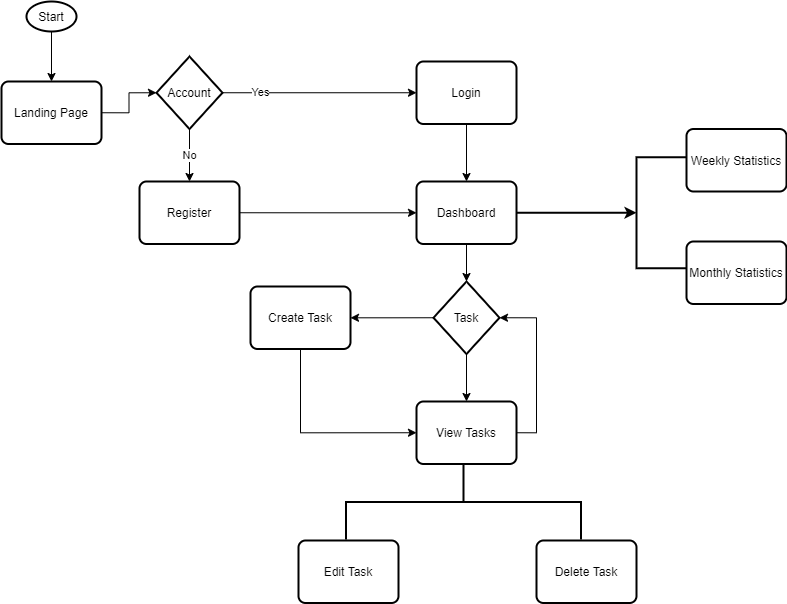 Start
Landing Page
Account
Yes
Login
No
Register
Dashboard
Weekly Statistics
Monthly Statistics
Create Task
Task
View Tasks
Edit Task
Delete Task